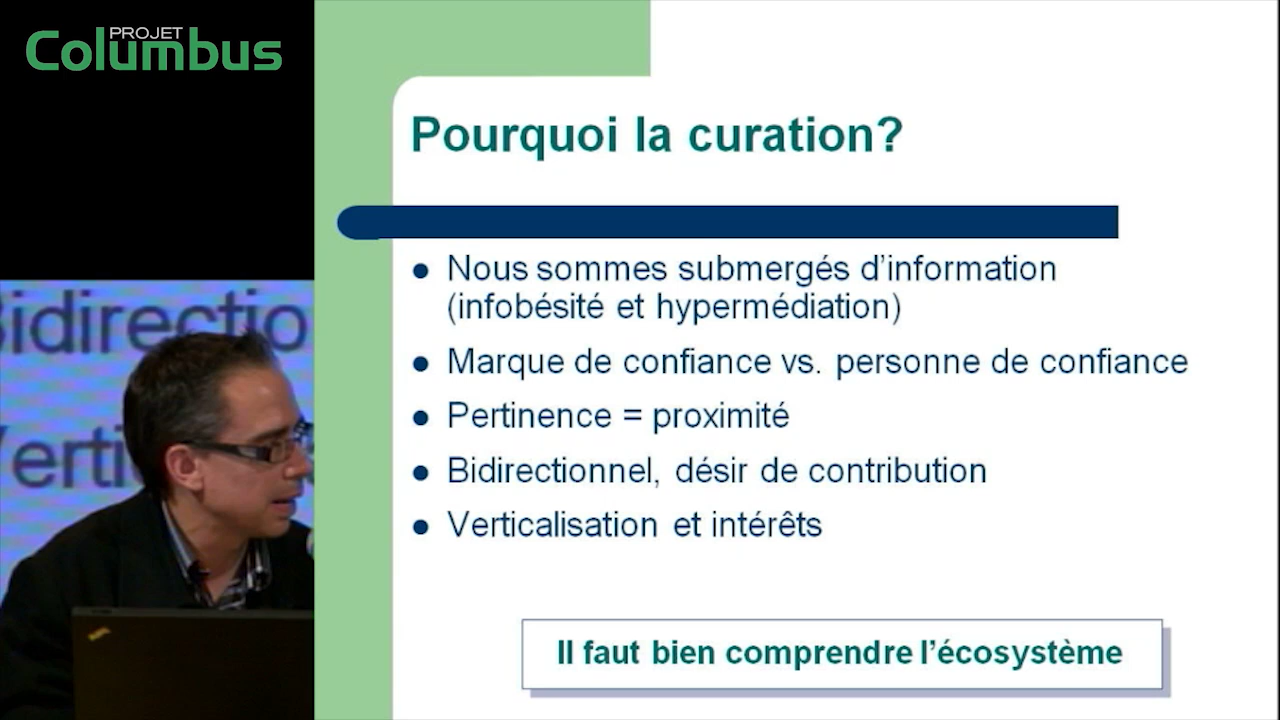 PROJET
Columbus
Pourquoi la curation?
Nous sommes submergés d’information
(infobésité et hypermédiation)
Marque de confiance vs. personne de confiance
Pertinence = proximité
Bidirectionnel, désir de contribution
Verticalisation et intérêts
Il faut bien comprendre l’écosystème
idirectio